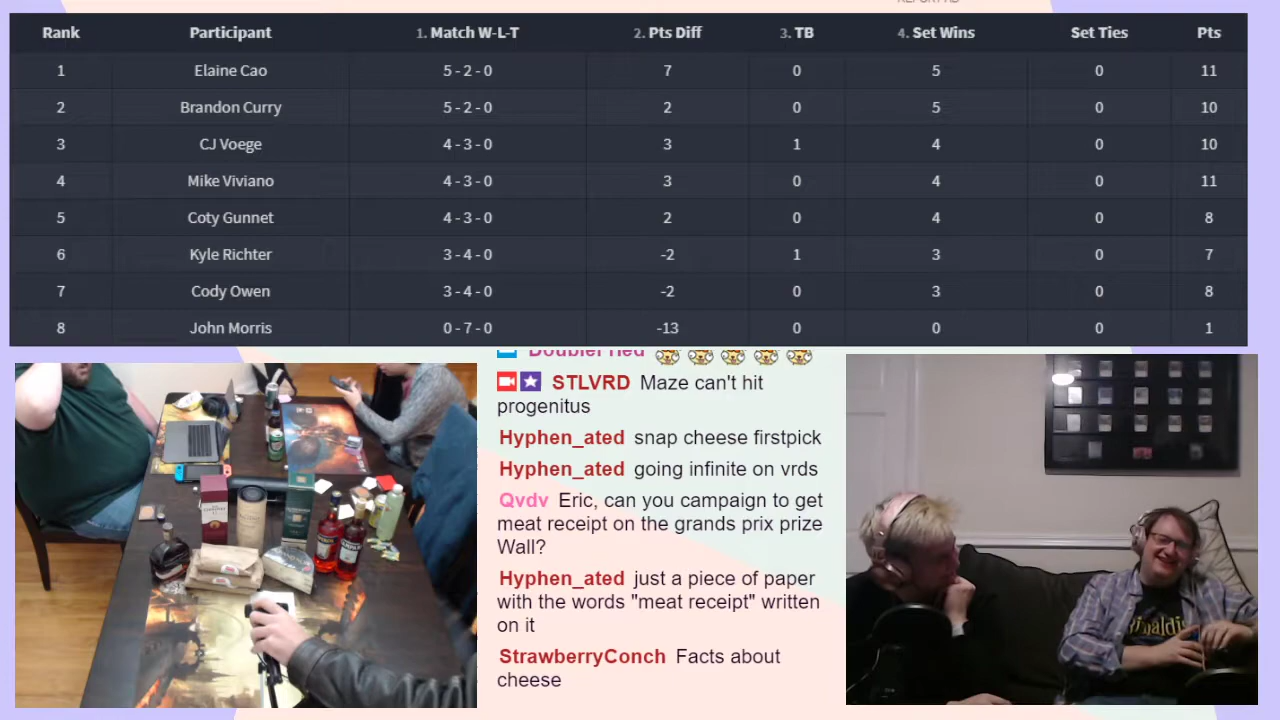 Rank Participant 1. Match W-L-T 2. Pts Diff 3. TB 4. Set Wins Set Ties Pts
1 Elaine Cao 5 - 2 - 0 7 0 5 0 11
2 Brandon Curry 5 - 2 - 0 2 0 5 0 10
3 CJ Voege 4 - 3 - 0 3 1 4 0 10
4 Mike Viviano 4 - 3 - 0 3 0 4 0 11
5 Coty Gunnet 4 - 3 - 0 2 0 4 0 8
6 Kyle Richter 3 - 4 - 0 -2 1 3 0 7
7 Cody Owen 3 - 4 - 0 -2 0 3 0 8
8 John Morris 0 - 7 - 0 -13 0 0 0 1
STLVRD Maze can't hit
progenitus
Hyphen_ated snap cheese firstpick
Hyphen_ated going infinite on vrds
Qvdv Eric, can you campaign to get
meat receipt on the grands prix prize
Wall?
Hyphen_ated just a piece of paper
with the words "meat receipt" written
on it
StrawberryConch Facts about
cheese